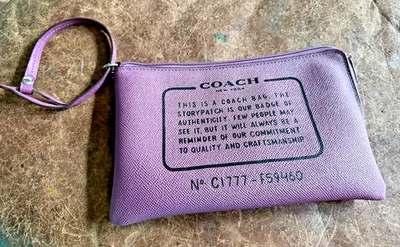 COACH
NEW YORK
THIS IS A COACH BAG. THE
STORYPATCH IS OUR BADGE OF
AUTHENTICITY. FEW PEOPLE MAY
SEE IT, BUT IT WILL ALWAYS BE A
REMINDER OF OUR COMMITMENT
TO QUALITY AND CRAFTSMANSHIP
Nº C1777-F59460